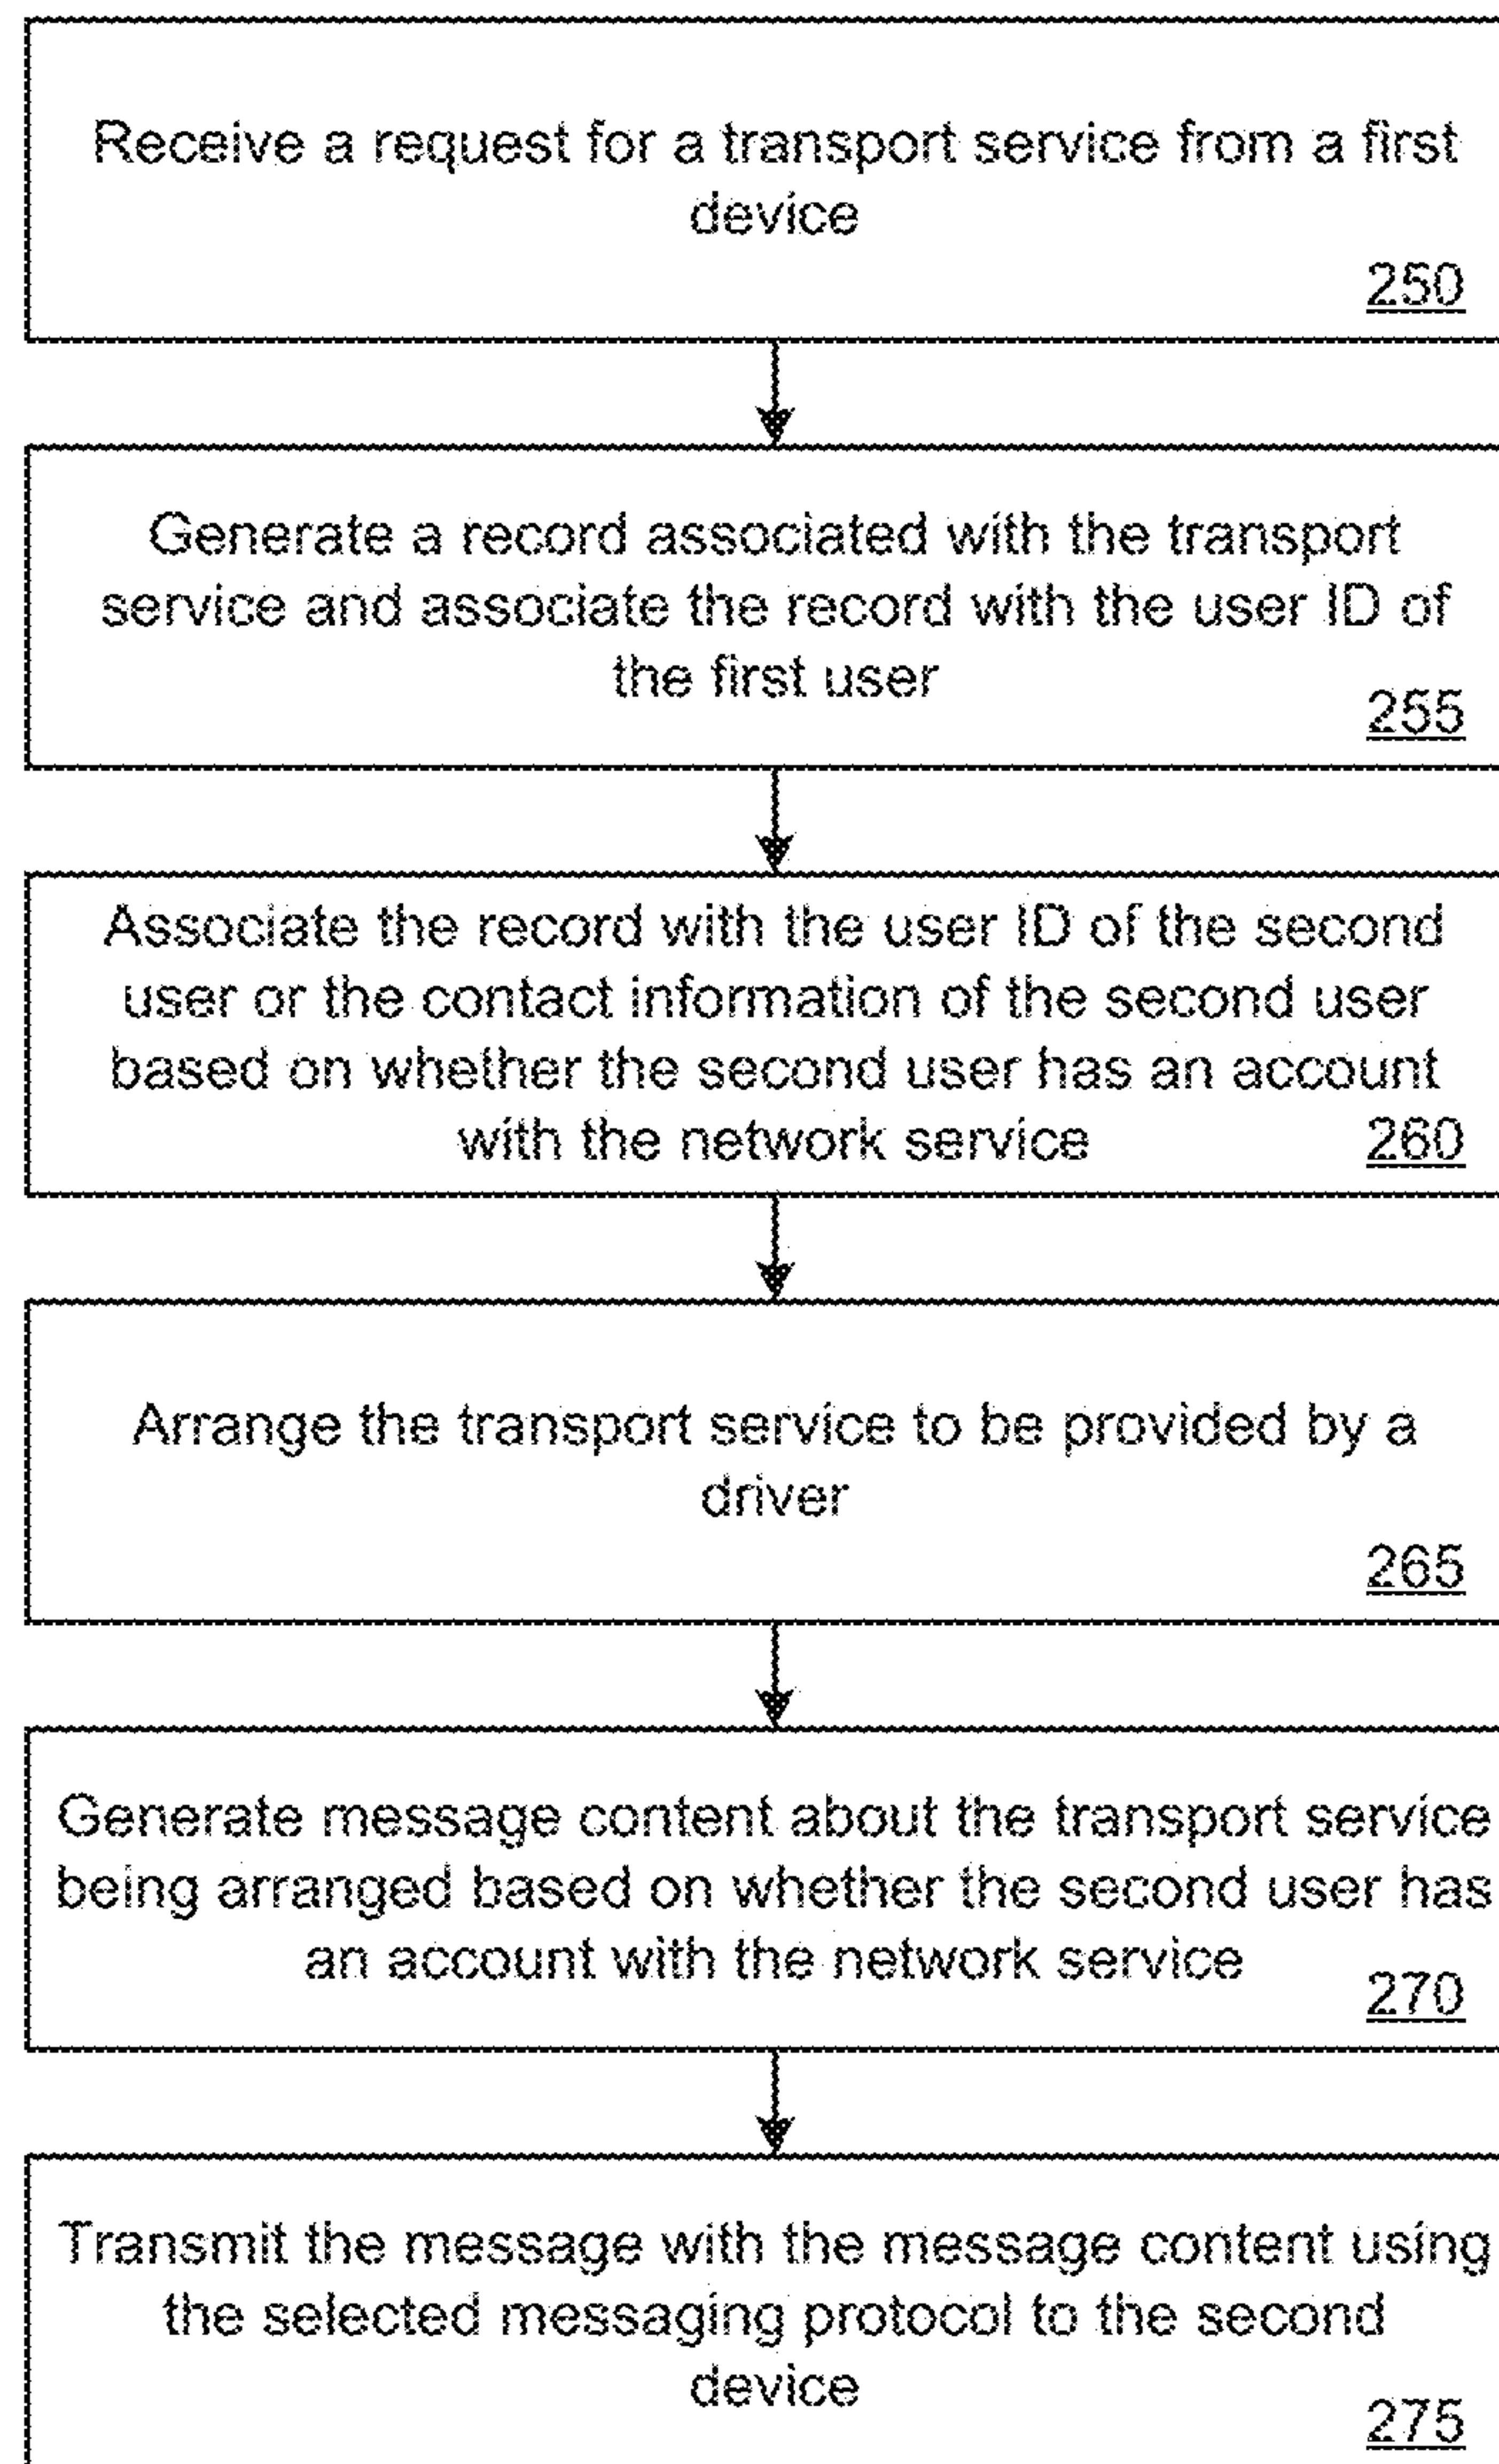 Receive a request for a transport service from a first
device
250
Generate a record associated with the transport
service and associate the record with the user ID of
the first user
255
Associate the record with the user ID of the second
user or the contact information of the second user
based on whether the second user has an account
with the network service 260
Arrange the transport service to be provided by a
driver
265
Generate message content about the transport service
being arranged based on whether the second user has
an account with the network service
270
Transmit the message with the message content using
the selected messaging protocol to the second
device
275